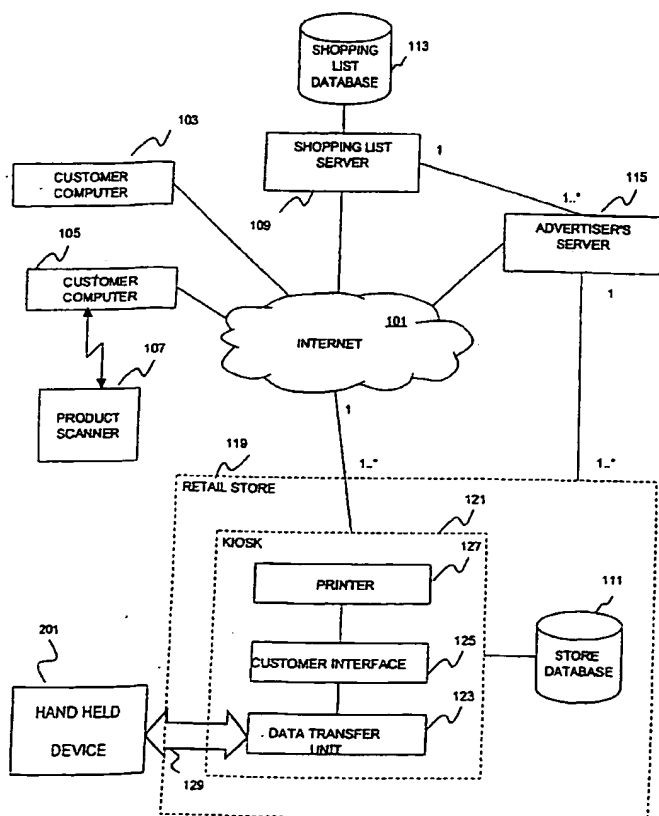 SHOPPING
LIST
DATABASE
113
103
CUSTOMER
COMPUTER
SHOPPING LIST
SERVER
1
109
1..*
115
ADVERTISER'S
SERVER
105
CUSTOMER
COMPUTER
1
101
INTERNET
107
PRODUCT
SCANNER
1
119
1..*
1..*
RETAIL STORE
121
KIOSK
127
PRINTER
111
201
125
CUSTOMER INTERFACE
STORE
DATABASE
HAND HELD
DEVICE
123
DATA TRANSFER
UNIT
129